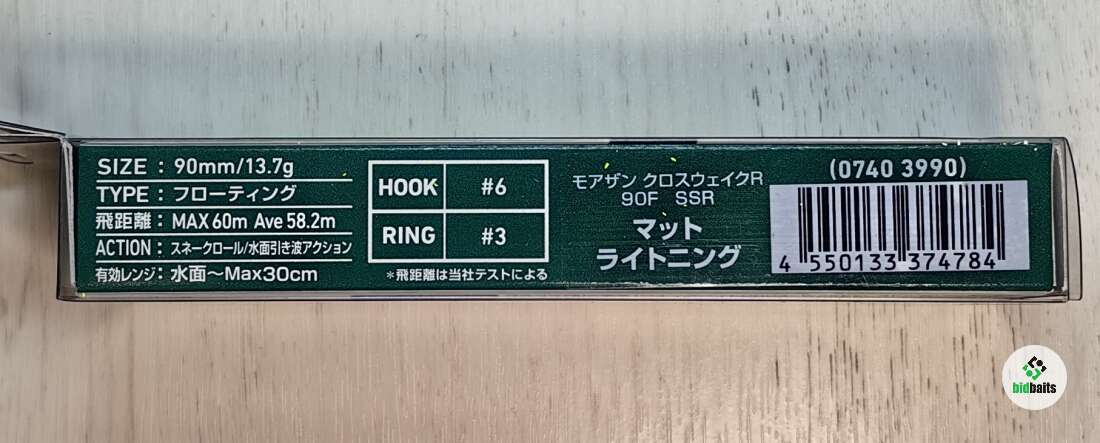 SIZE : 90mm/13.7g
TYPE : フローティング
飛距離 : MAX 60m Ave 58.2m
ACTION : スネークロール/水面引き波アクション
有効レンジ : 水面〜Max30cm
HOOK #6
RING #3
*飛距離は当社テストによる
モアザン クロスウェイクR
90F SSR
マット
ライトニング
(0740 3990)
4 550133 374784
bidbaits